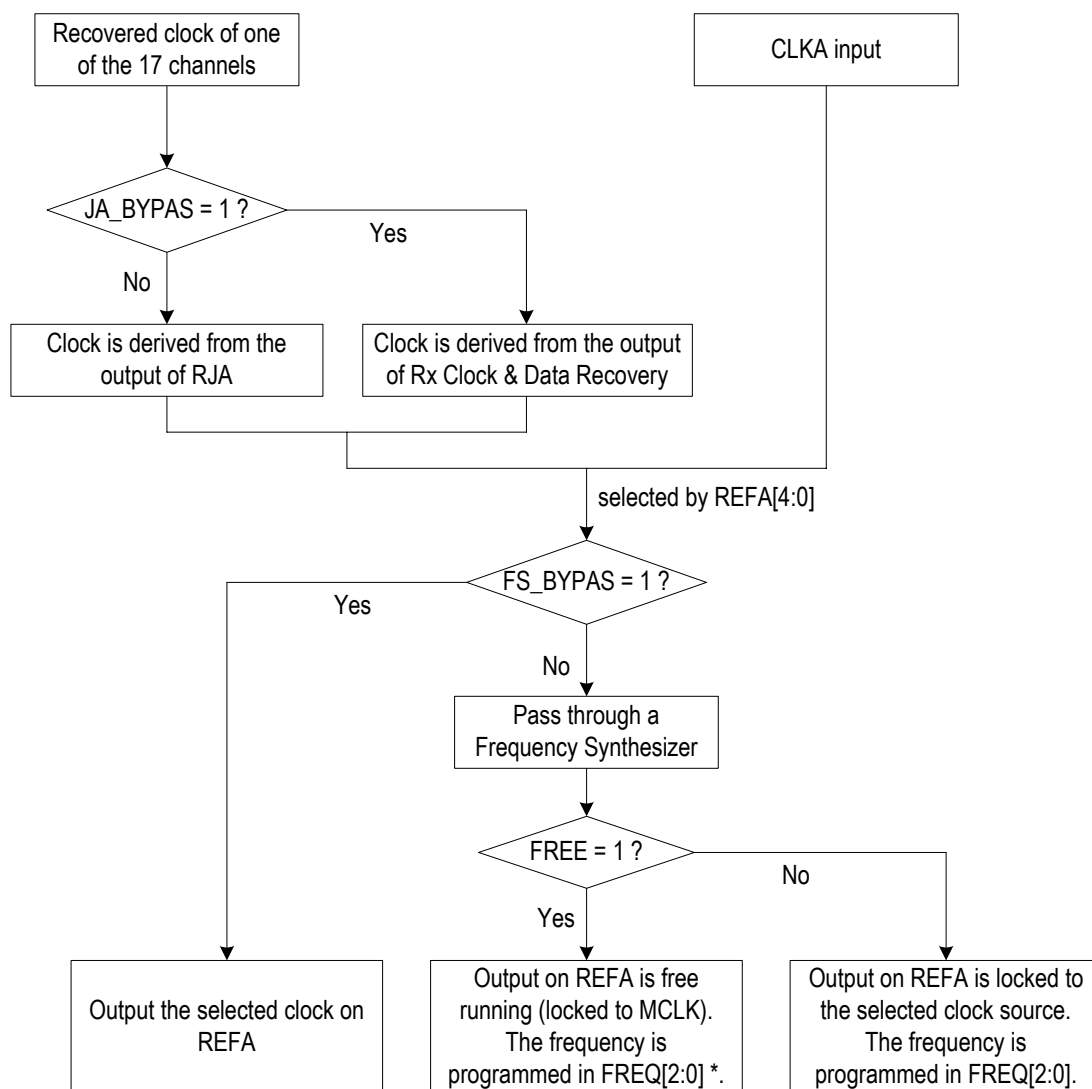 Recovered clock of one
of the 17 channels
CLKA input
JA_BYPAS = 1 ?
Yes
No
Clock is derived from the
output of RJA
Clock is derived from the output
of Rx Clock & Data Recovery
selected by REFA[4:0]
FS_BYPAS = 1 ?
Yes
No
Pass through a
Frequency Synthesizer
FREE = 1 ?
No
Yes
Output the selected clock on
REFA
Output on REFA is free
running (locked to MCLK).
The frequency is
programmed in FREQ[2:0] *.
Output on REFA is locked to
the selected clock source.
The frequency is
programmed in FREQ[2:0].